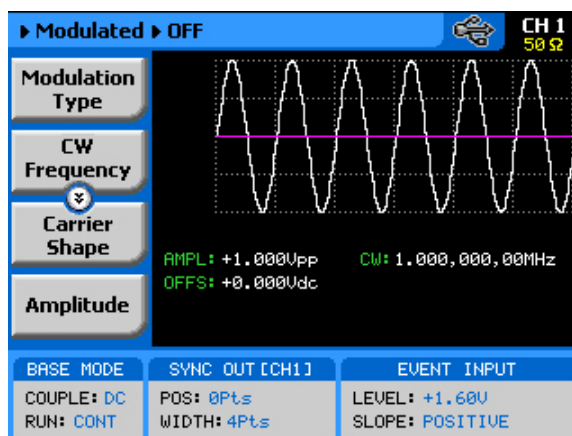 Modulated OFF
CH 1
50 Ω
Modulation
Type
CW
Frequency
Carrier
Shape
Amplitude
AMPL: +1.000Vpp CW: 1.000,000,00MHz
OFFS: +0.000Vdc
BASE MODE
COUPLE: DC
RUN: CONT
SYNC OUT [CH1]
POS: 0Pts
WIDTH: 4Pts
EVENT INPUT
LEVEL: +1.60V
SLOPE: POSITIVE